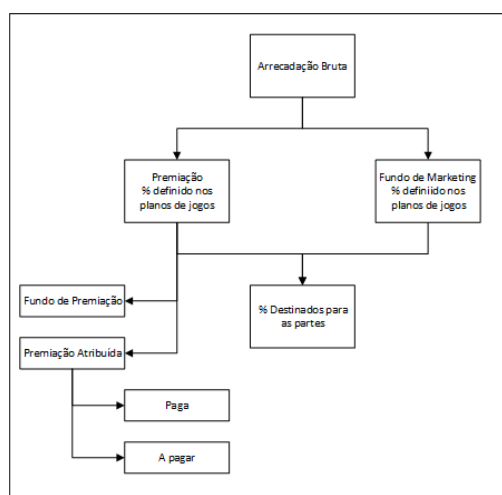 Arrecadação Bruta
Premiação
% definido nos
planos de jogos
Fundo de Marketing
% definiido nos
planos de jogos
Fundo de Premiação
% Destinados para
as partes
Premiação Atribuída
Paga
A pagar